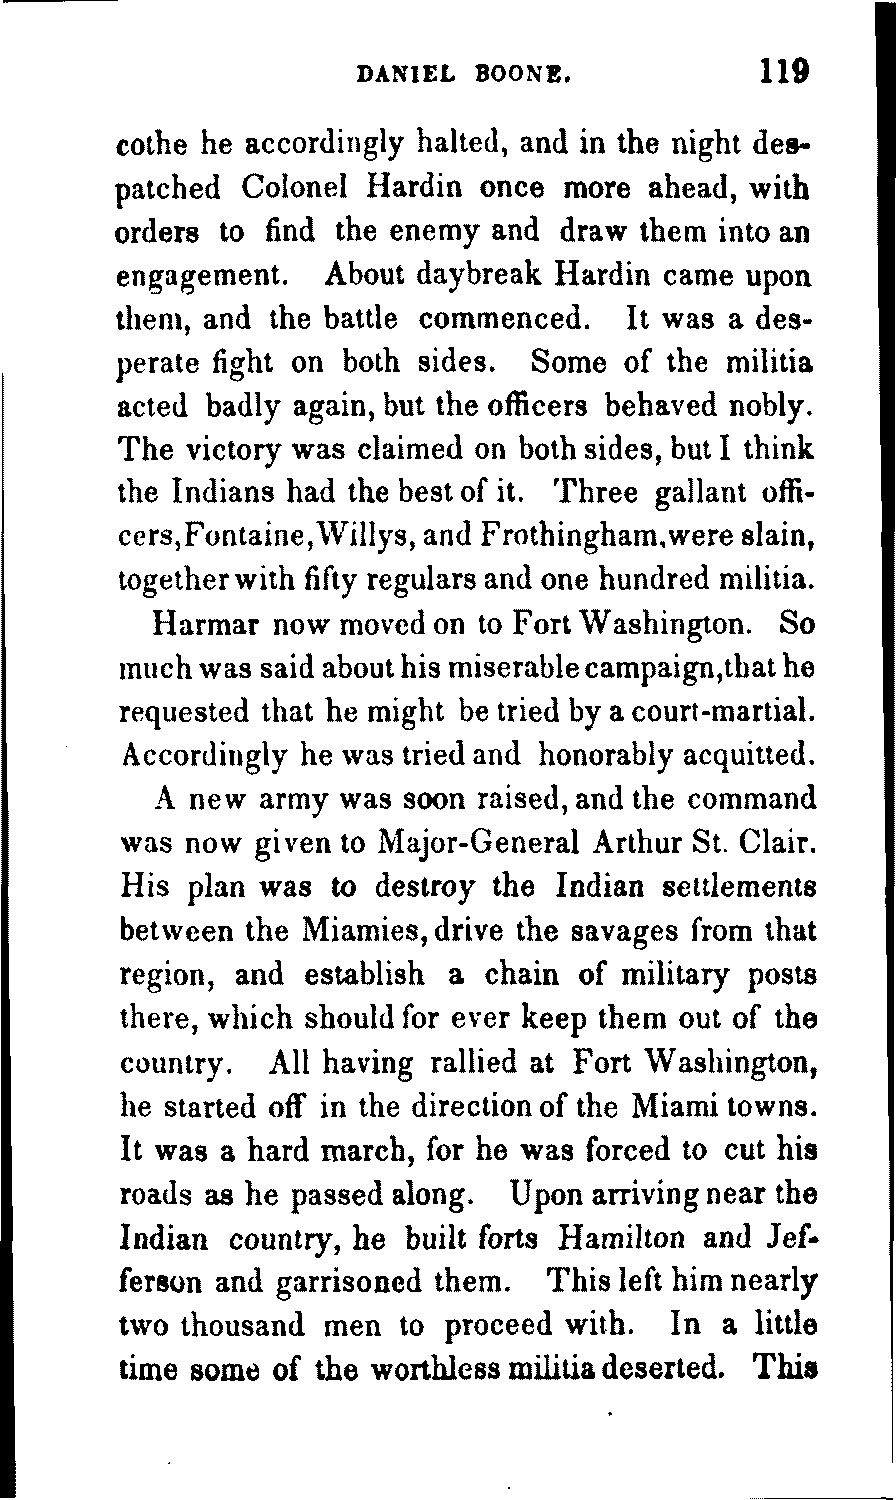 DANIEL BOONE. 119
cothe he accordingly halted, and in the night des-
patched Colonel Hardin once more ahead, with
orders to find the enemy and draw them into an
engagement. About daybreak Hardin came upon
them, and the battle commenced. It was a des-
perate fight on both sides. Some of the militia
acted badly again, but the officers behaved nobly.
The victory was claimed on both sides, but I think
the Indians had the best of it. Three gallant offi-
cers, Fontaine, Willys, and Frothingham, were slain,
together with fifty regulars and one hundred militia.
Harmar now moved on to Fort Washington. So
much was said about his miserable campaign, that he
requested that he might be tried by a court-martial.
Accordingly he was tried and honorably acquitted.
A new army was soon raised, and the command
was now given to Major-General Arthur St. Clair.
His plan was to destroy the Indian settlements
between the Miamies, drive the savages from that
region, and establish a chain of military posts
there, which should for ever keep them out of the
country. All having rallied at Fort Washington,
he started off in the direction of the Miami towns.
It was a hard march, for he was forced to cut his
roads as he passed along. Upon arriving near the
Indian country, he built forts Hamilton and Jef-
ferson and garrisoned them. This left him nearly
two thousand men to proceed with. In a little
time some of the worthless militia deserted. This